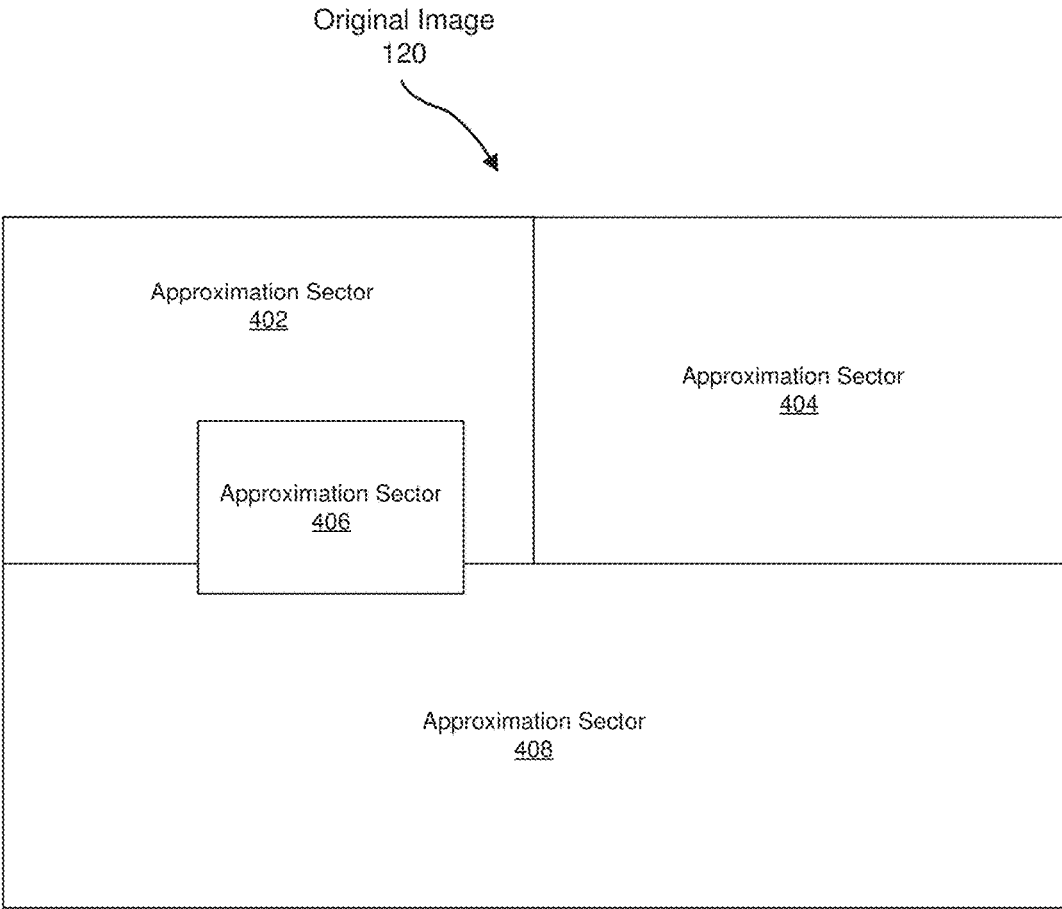 Original Image
120
Approximation Sector
402
Approximation Sector
404
Approximation Sector
406
Approximation Sector
408